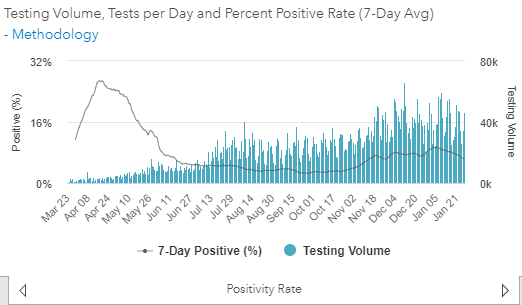 Testing Volume, Tests per Day and Percent Positive Rate (7-Day Avg)
- Methodology
32%
80k
16%
40k
0%
0k
Positive (%)
Testing Volume
Mar 23
Apr 08
Apr 24
May 10
May 26
Jun 11
Jun 27
Jul 13
Jul 29
Aug 14
Aug 30
Sep 15
Oct 01
Oct 17
Nov 02
Nov 18
Dec 04
Dec 20
Jan 05
Jan 21
7-Day Positive (%)
Testing Volume
Positivity Rate